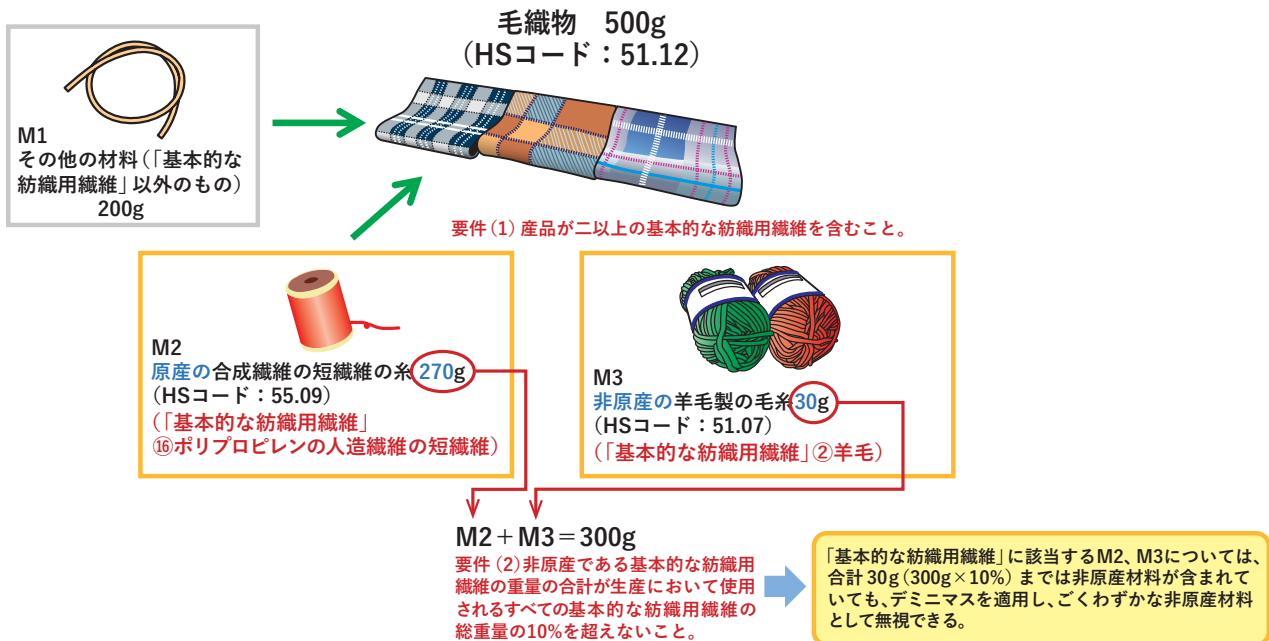 毛織物　500g
（HSコード：51.12）
M1
その他の材料（「基本的な
紡織用繊維」以外のもの）
200g
要件（1）産品が二以上の基本的な紡織用繊維を含むこと。
M2
原産の合成繊維の短繊維の糸270g
（HSコード：55.09）
（「基本的な紡織用繊維」
⑯ポリプロピレンの人造繊維の短繊維）
M3
非原産の羊毛製の毛糸30g
（HSコード：51.07）
（「基本的な紡織用繊維」②羊毛）
M2＋M3＝300g
要件（2）非原産である基本的な紡織用
繊維の重量の合計が生産において使用
されるすべての基本的な紡織用繊維の
総重量の10%を超えないこと。
「基本的な紡織用繊維」に該当するM2、M3については、
合計30g（300g×10%）までは非原産材料が含まれて
いても、デミニマスを適用し、ごくわずかな非原産材料
として無視できる。